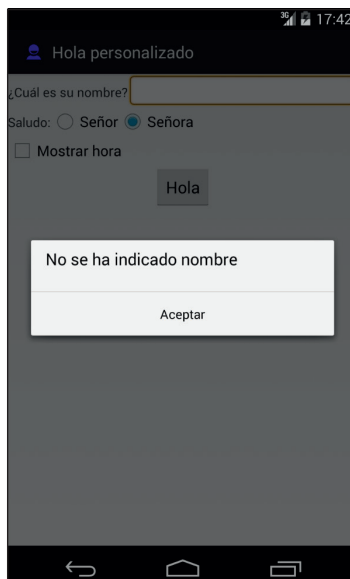 3G 17:42
Hola personalizado
¿Cuál es su nombre?
Saludo: Señor Señora
Mostrar hora
Hola
No se ha indicado nombre
Aceptar